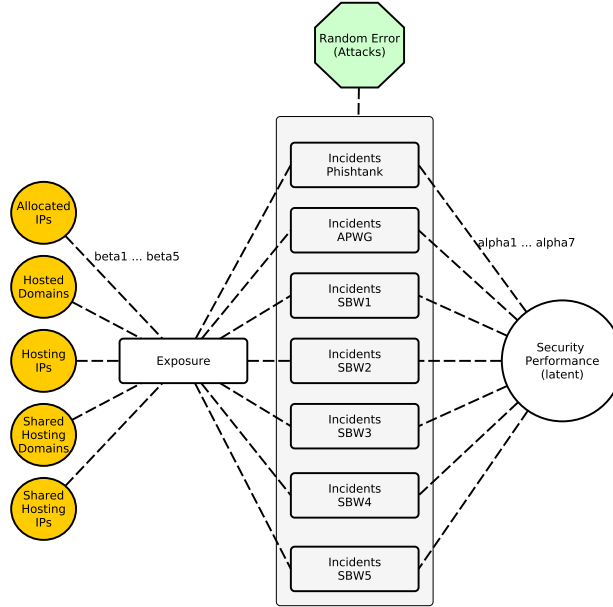 Random Error
(Attacks)
Incidents
Phishtank
Incidents
APWG
Incidents
SBW1
Incidents
SBW2
Incidents
SBW3
Incidents
SBW4
Incidents
SBW5
Allocated
IPs
Hosted
Domains
Hosting
IPs
Shared
Hosting
Domains
Shared
Hosting
IPs
beta1 ... beta5
Exposure
alpha1 ... alpha7
Security
Performance
(latent)